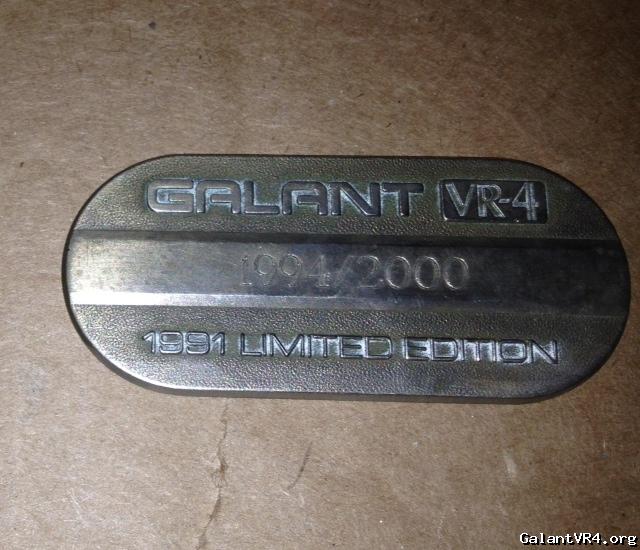 GALANT VR-4
1994/2000
1991 LIMITED EDITION
GalantVR4.org